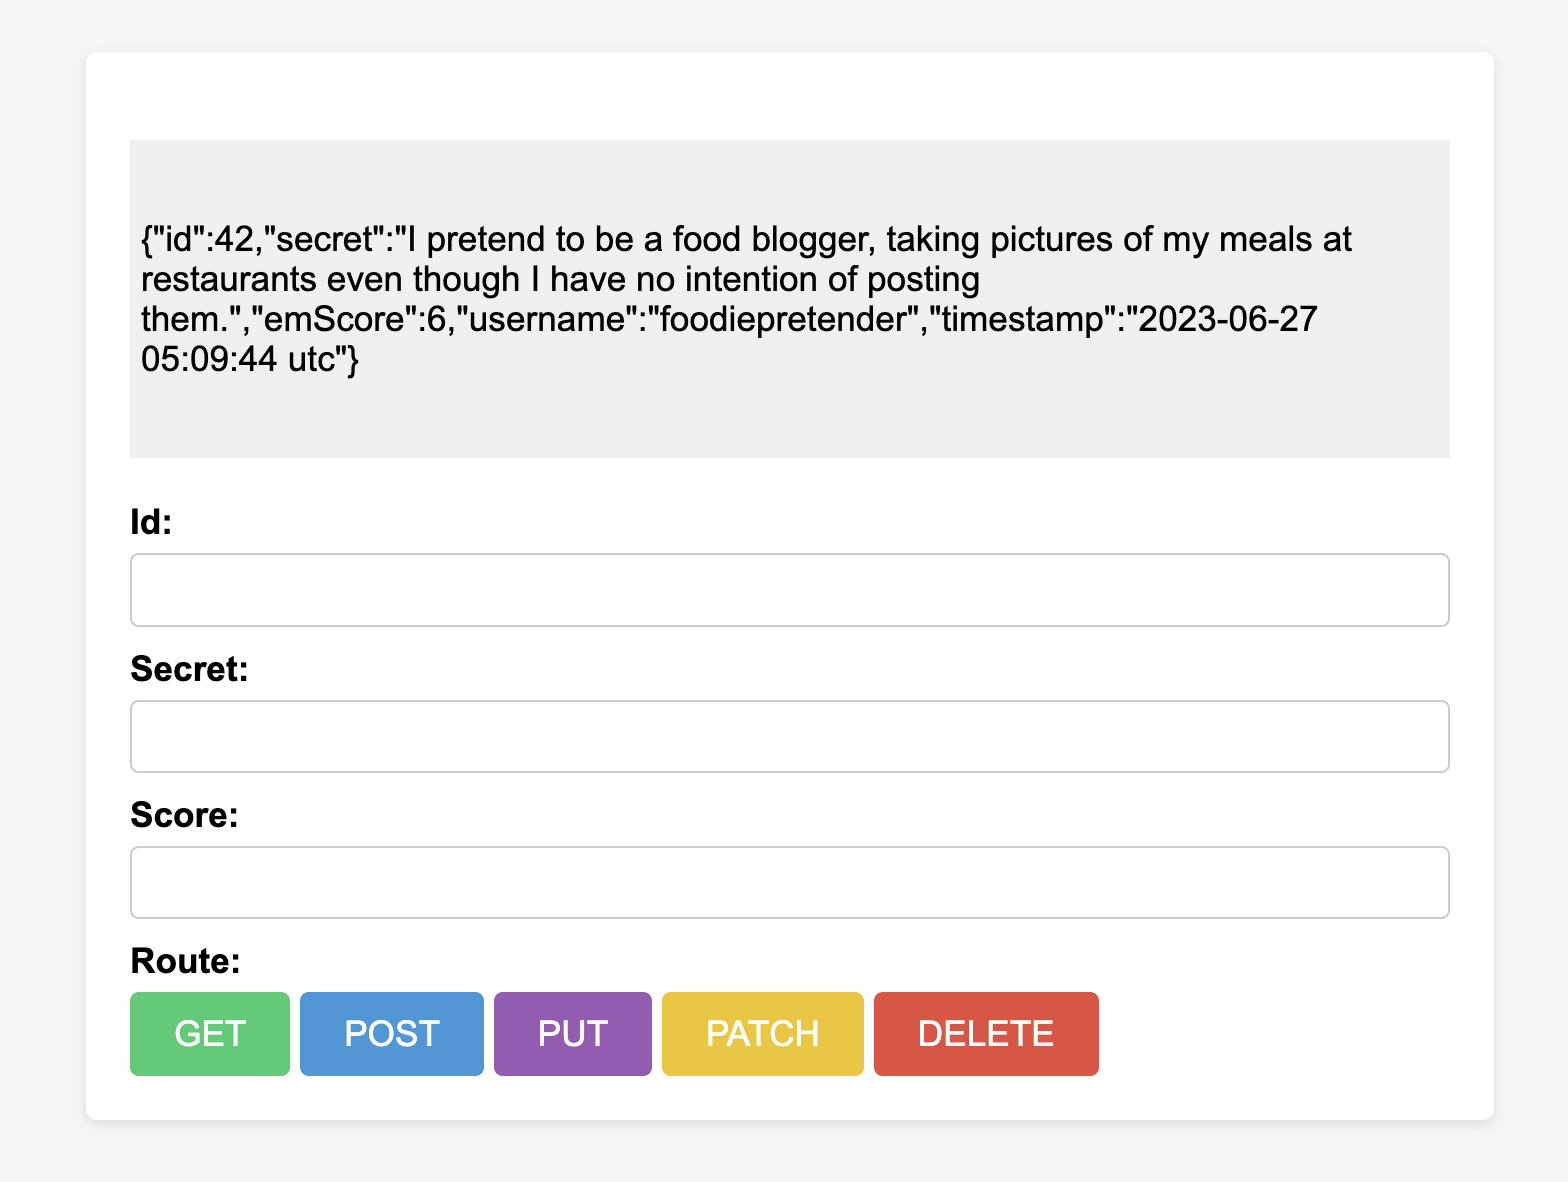 {"id":42,"secret":"I pretend to be a food blogger, taking pictures of my meals at
restaurants even though I have no intention of posting
them.","emScore":6,"username":"foodiepretender","timestamp":"2023-06-27
05:09:44 utc"}
Id:
Secret:
Score:
Route:
GET POST PUT PATCH DELETE